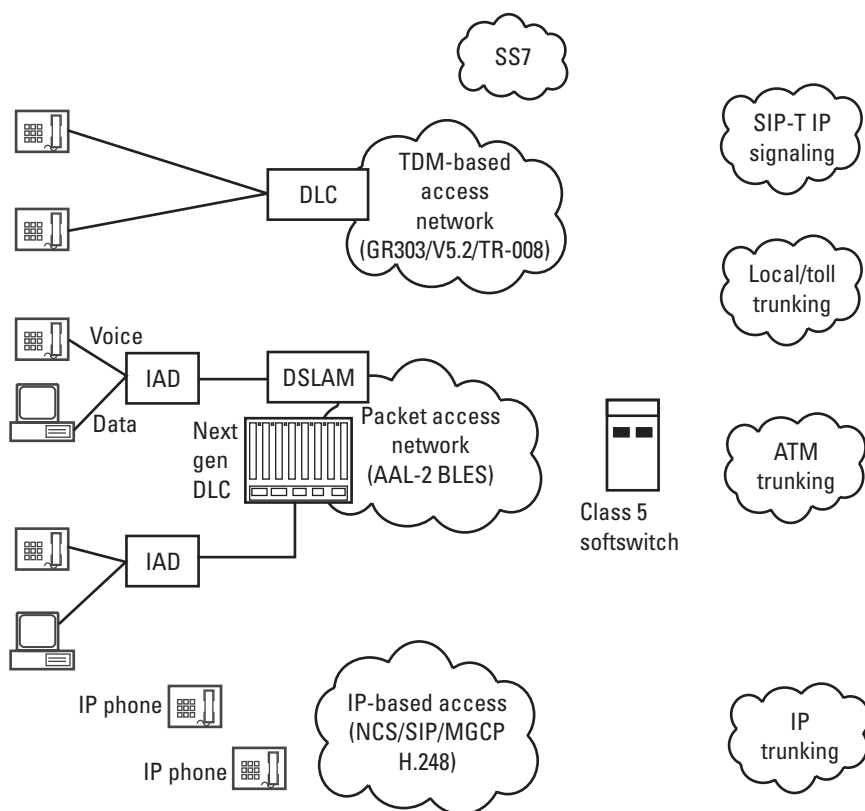 SS7
SIP-T IP
signaling
DLC
TDM-based
access
network
(GR303/V5.2/TR-008)
Local/toll
trunking
Voice
IAD
DSLAM
Data
Next
gen
DLC
Packet access
network
(AAL-2 BLES)
Class 5
softswitch
ATM
trunking
IAD
IP phone
IP phone
IP-based access
(NCS/SIP/MGCP
H.248)
IP
trunking